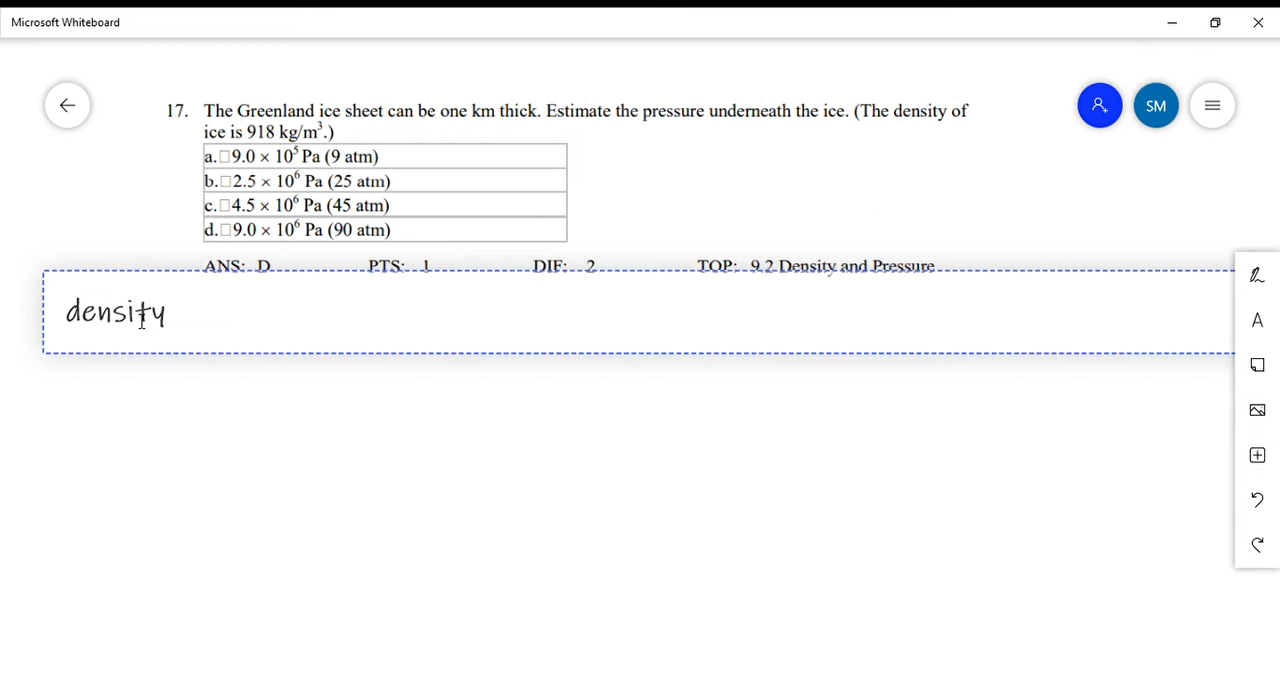 Microsoft Whiteboard
SM
17. The Greenland ice sheet can be one km thick. Estimate the pressure underneath the ice. (The density of
ice is 918 kg/m³.)
a.□9.0 × 10⁵ Pa (9 atm)
b.□2.5 × 10⁶ Pa (25 atm)
c.□4.5 × 10⁶ Pa (45 atm)
d.□9.0 × 10⁶ Pa (90 atm)
ANS: D PTS: 1 DIF: 2 TOP: 9.2 Density and Pressure
density
A